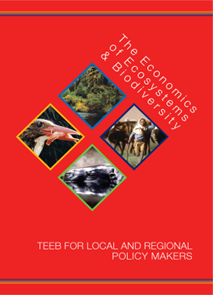 The Economics
of Ecosystems
& Biodiversity
TEEB FOR LOCAL AND REGIONAL
POLICY MAKERS